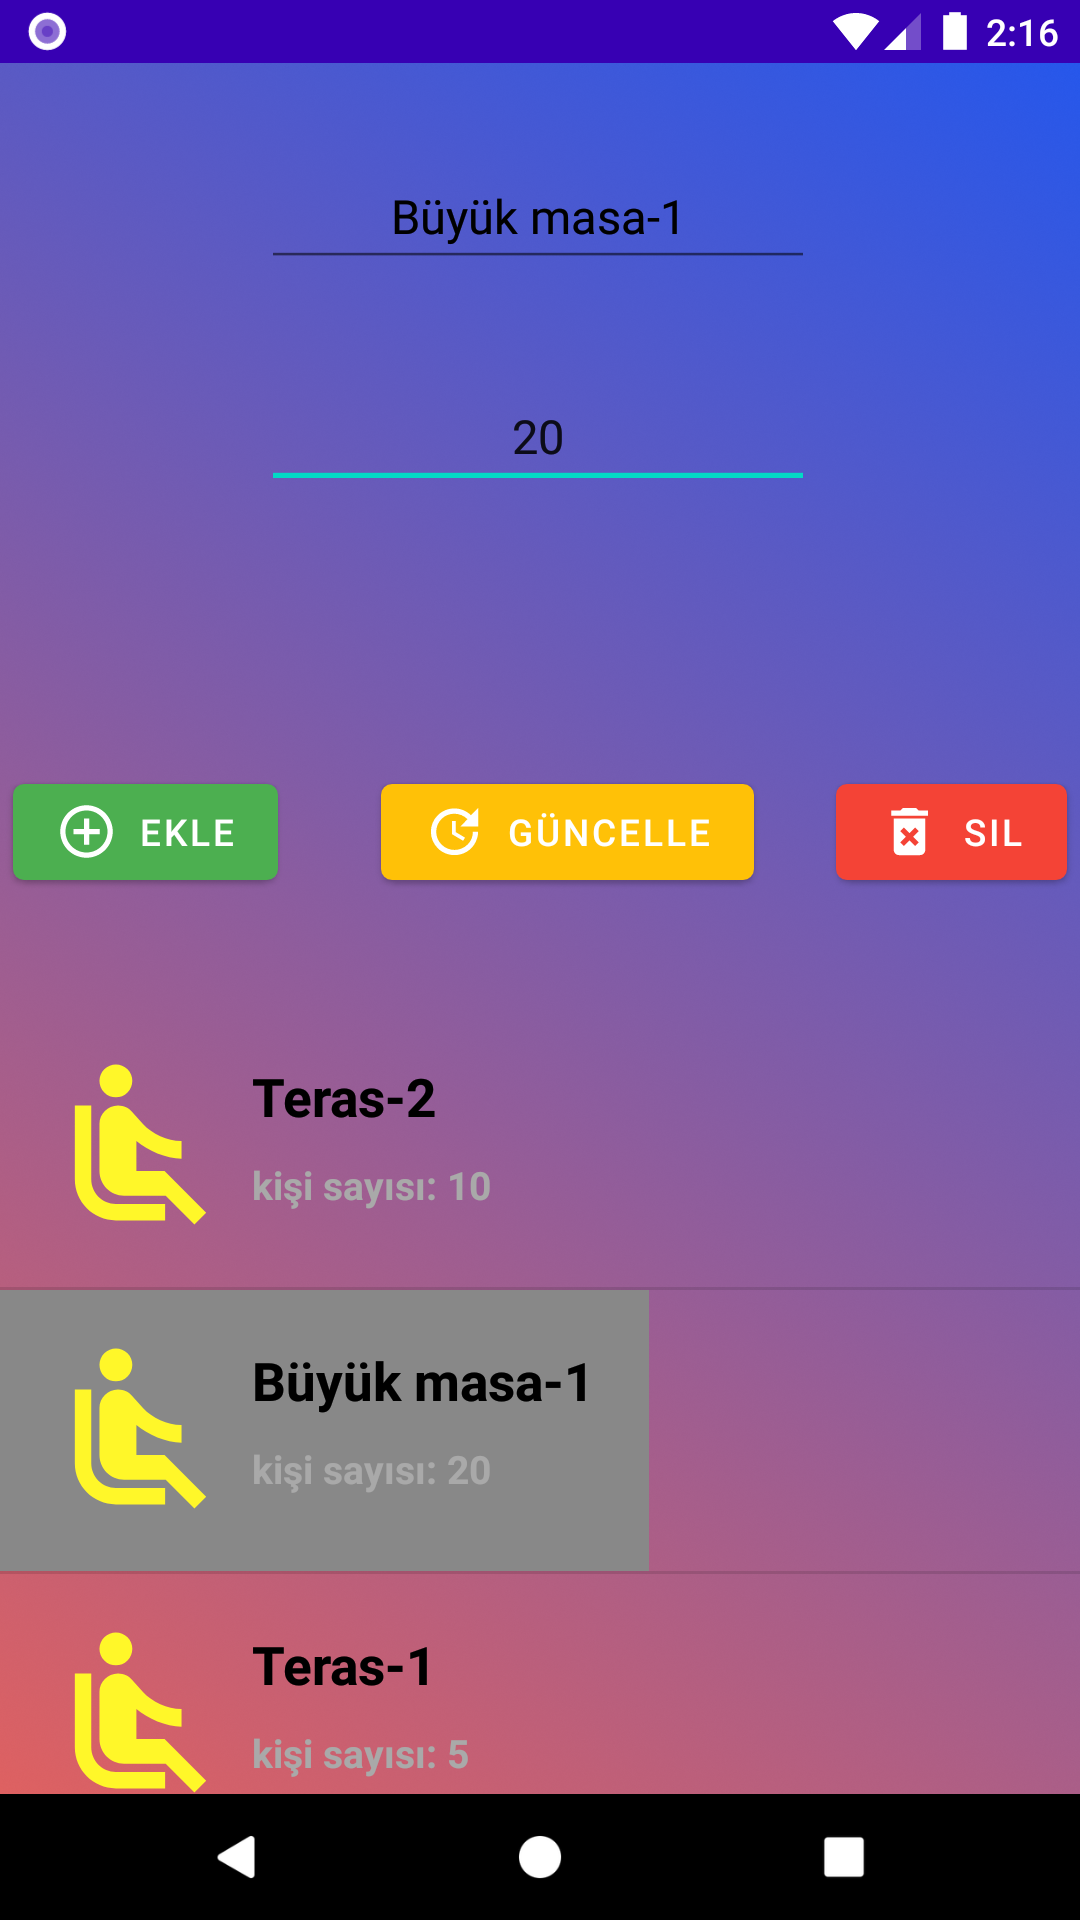 2:16
Büyük masa-1
20
EKLE
GÜNCELLE
SIL
Teras-2
kişi sayısı: 10
Büyük masa-1
kişi sayısı: 20
Teras-1
kişi sayısı: 5